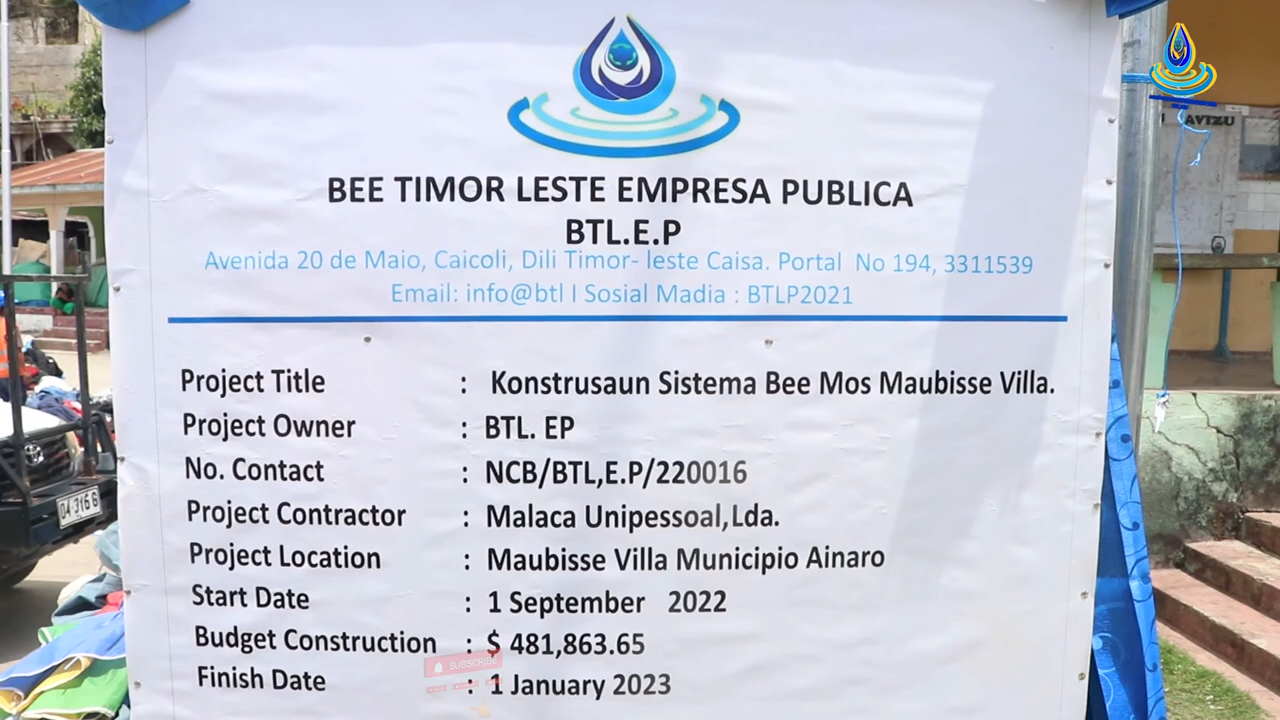 BEE TIMOR LESTE EMPRESA PUBLICA
BTL.E.P
Avenida 20 de Maio, Caicoli, Dili Timor- leste Caisa. Portal No 194, 3311539
Email: info@btl I Sosial Madia : BTLP2021
Project Title : Konstrusaun Sistema Bee Mos Maubisse Villa.
Project Owner : BTL. EP
No. Contact : NCB/BTL,E.P/220016
Project Contractor : Malaca Unipessoal,Lda.
Project Location : Maubisse Villa Municipio Ainaro
Start Date : 1 September 2022
Budget Construction : $ 481,863.65
Finish Date : 1 January 2023
SUBSCRIBE
AVIZU
04-316 G